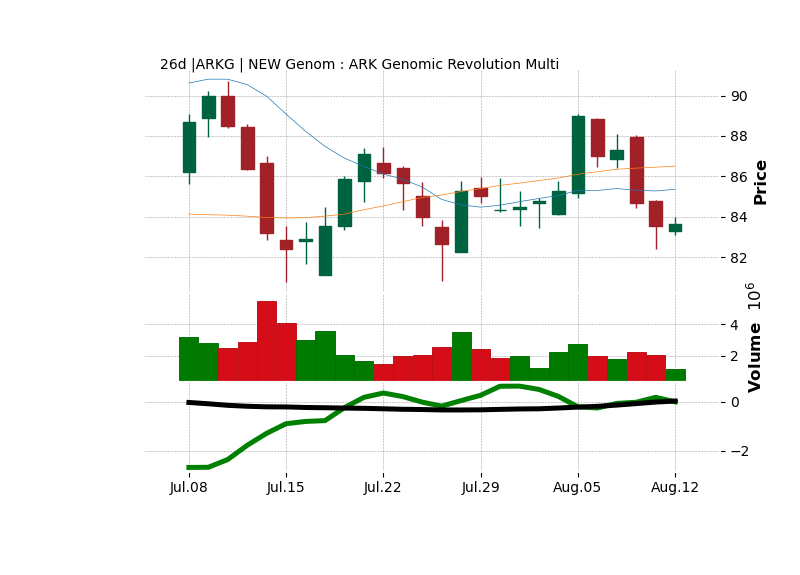 26d |ARKG | NEW Genom : ARK Genomic Revolution Multi
90
88
86
84
82
Price
4
2
Volume 10^6
0
−2
Jul.08 Jul.15 Jul.22 Jul.29 Aug.05 Aug.12